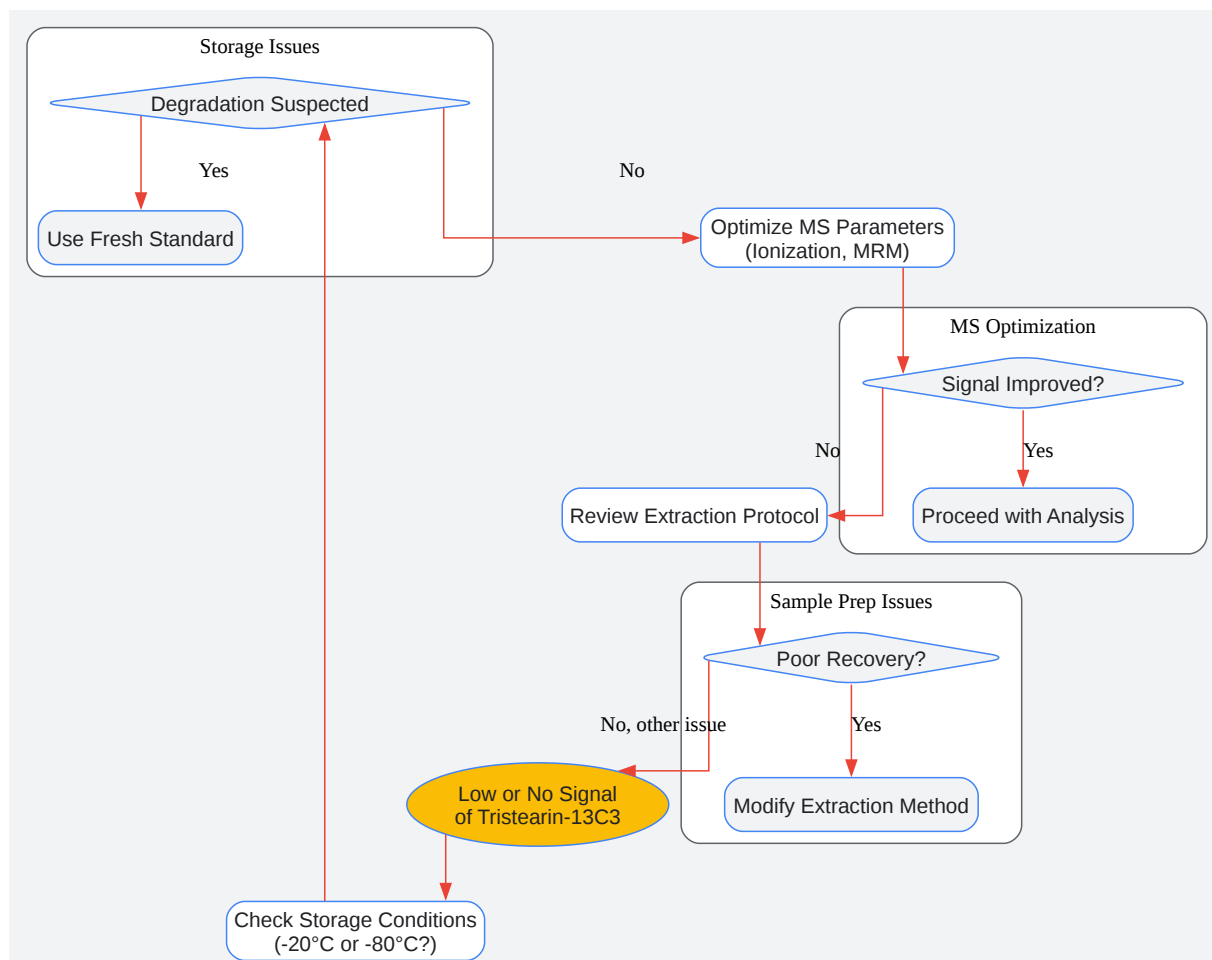 Storage Issues
Degradation Suspected
Yes
No
Use Fresh Standard
Optimize MS Parameters
(Ionization, MRM)
MS Optimization
Signal Improved?
No
Yes
Review Extraction Protocol
Proceed with Analysis
Sample Prep Issues
Poor Recovery?
No, other issue
Yes
Low or No Signal
of Tristearin-13C3
Modify Extraction Method
Check Storage Conditions
(-20°C or -80°C?)